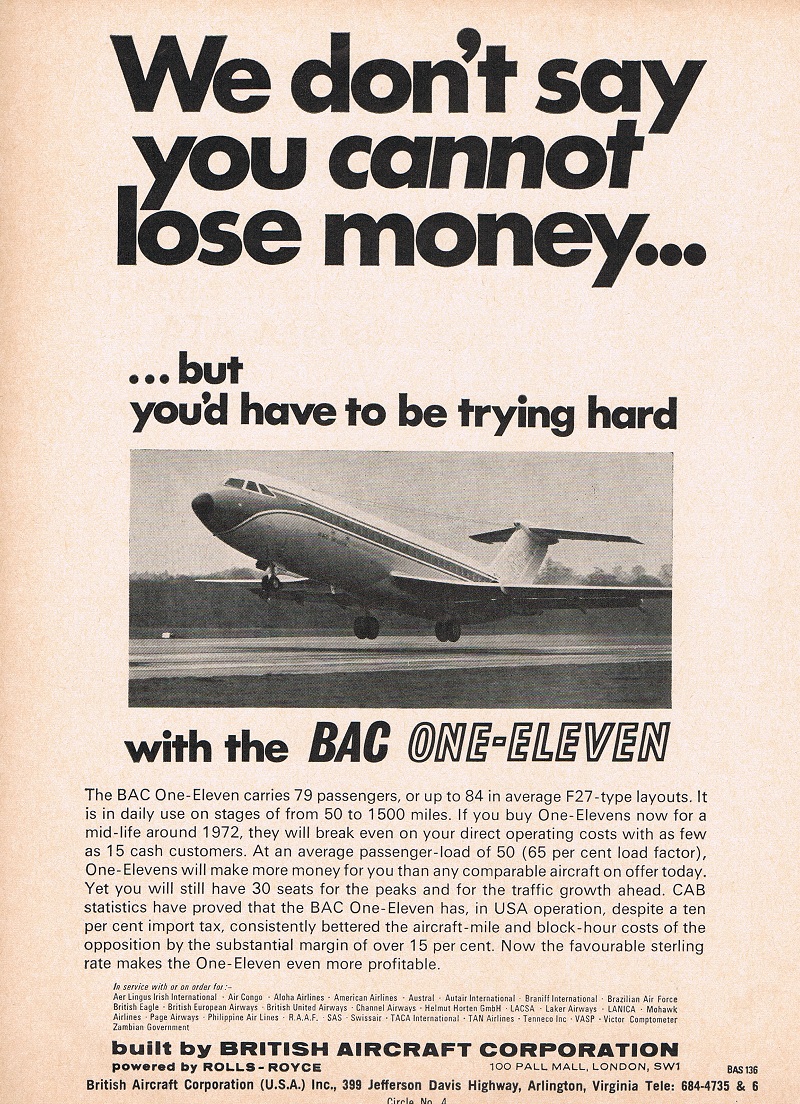 We don't say
you cannot
lose money...
...but
you'd have to be trying hard
with the BAC ONE-ELEVEN
The BAC One-Eleven carries 79 passengers, or up to 84 in average F27-type layouts. It
is in daily use on stages of from 50 to 1500 miles. If you buy One-Elevens now for a
mid-life around 1972, they will break even on your direct operating costs with as few
as 15 cash customers. At an average passenger-load of 50 (65 per cent load factor),
One-Elevens will make more money for you than any comparable aircraft on offer today.
Yet you will still have 30 seats for the peaks and for the traffic growth ahead. CAB
statistics have proved that the BAC One-Eleven has, in USA operation, despite a ten
per cent import tax, consistently bettered the aircraft-mile and block-hour costs of the
opposition by the substantial margin of over 15 per cent. Now the favourable sterling
rate makes the One-Eleven even more profitable.
In service with or on order for:-
Aer Lingus Irish International · Air Congo · Aloha Airlines · American Airlines · Austral · Autair International · Braniff International · Brazilian Air Force
British Eagle · British European Airways · British United Airways · Channel Airways · Helmut Horten GmbH · LACSA · Laker Airways · LANICA · Mohawk
Airlines · Page Airways · Philippine Air Lines · R.A.A.F. · SAS · Swissair · TACA International · TAN Airlines · Tenneco Inc · VASP · Victor Comptometer
Zambian Government
built by BRITISH AIRCRAFT CORPORATION
powered by ROLLS-ROYCE 100 PALL MALL, LONDON, SW1 BAS 136
British Aircraft Corporation (U.S.A.) Inc., 399 Jefferson Davis Highway, Arlington, Virginia Tele: 684-4735 & 6
Circle No. 4